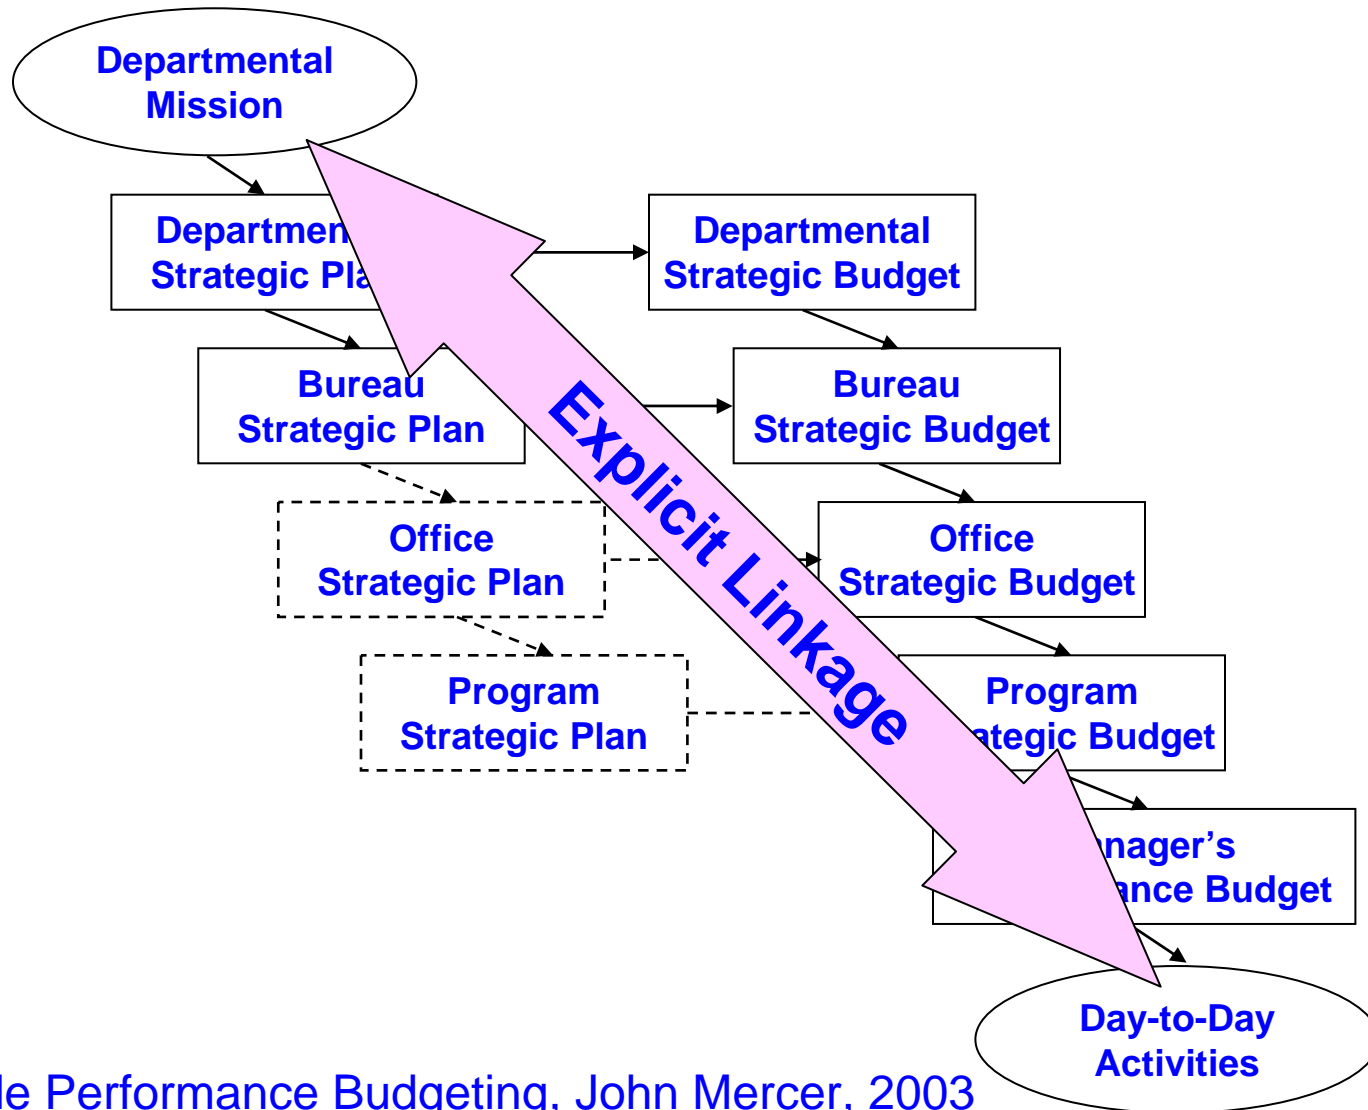 Departmental
Mission
Departmen
Strategic Pla
Departmental
Strategic Budget
Bureau
Strategic Plan
Bureau
Strategic Budget
Explicit Linkage
Office
Strategic Plan
Office
Strategic Budget
Program
Strategic Plan
Program
ategic Budget
nager’s
ance Budget
Day-to-Day
Activities
le Performance Budgeting, John Mercer, 2003